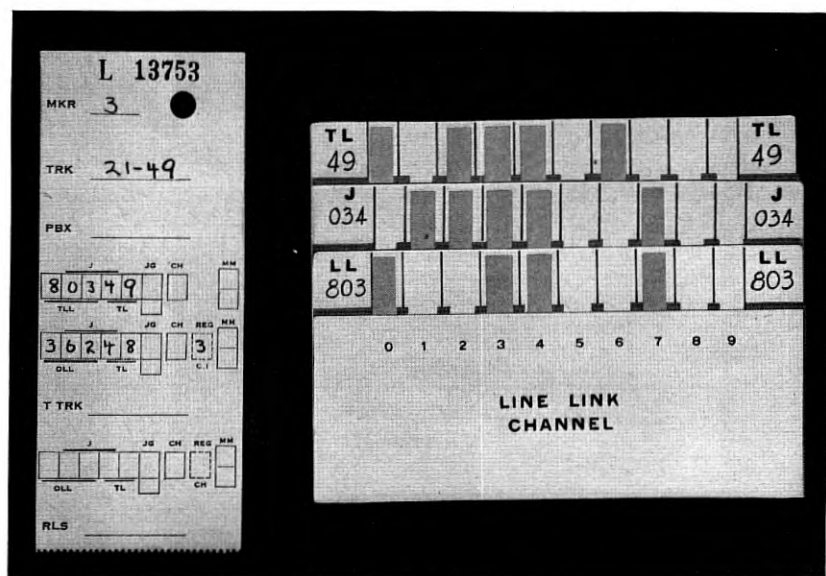 L 13753
MKR 3
TRK 21-49
PBX
J JG CH MM
8 0 3 4 9
TLL TL
J JG CH REG MM
3 6 2 4 8 3
OLL TL C.I
T TRK
J JG CH REG MM
OLL TL CH
RLS
TL 49 TL 49
J 034 J 034
LL 803 LL 803
0 1 2 3 4 5 6 7 8 9
LINE LINK
CHANNEL